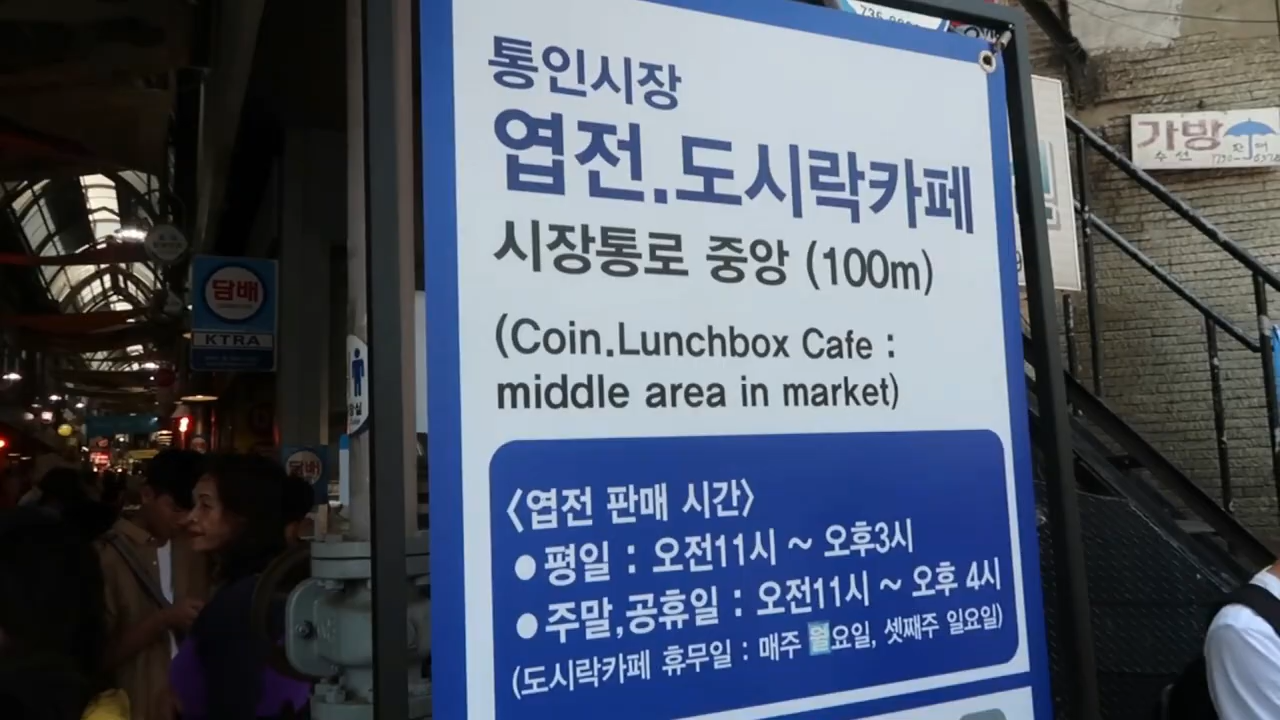 통인시장
엽전.도시락카페
시장통로 중앙 (100m)
(Coin.Lunchbox Cafe :
middle area in market)
<엽전 판매 시간>
●평일 : 오전11시 ~ 오후3시
●주말,공휴일 : 오전11시 ~ 오후 4시
(도시락카페 휴무일 : 매주 월요일, 셋째주 일요일)
담배
KTRA
담배
가방
수선